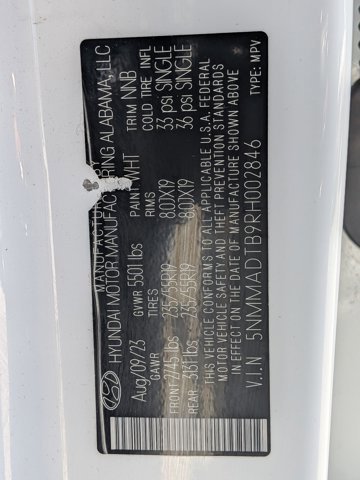 MANUFACTURED BY
HYUNDAI MOTOR MANUFACTURING ALABAMA, LLC
Aug/09/23 GVWR 5501 lbs PAINT WHT TRIM NNB
GAWR TIRES RIMS COLD TIRE INFL
FRONT 2745 lbs 235/55R19 8.0JX19 33 psi SINGLE
REAR 3197 lbs 235/55R19 8.0JX19 36 psi SINGLE
THIS VEHICLE CONFORMS TO ALL APPLICABLE U.S.A. FEDERAL
MOTOR VEHICLE SAFETY AND THEFT PREVENTION STANDARDS
IN EFFECT ON THE DATE OF MANUFACTURE SHOWN ABOVE
V.I.N 5NMMADTB9RH002846 TYPE: MPV